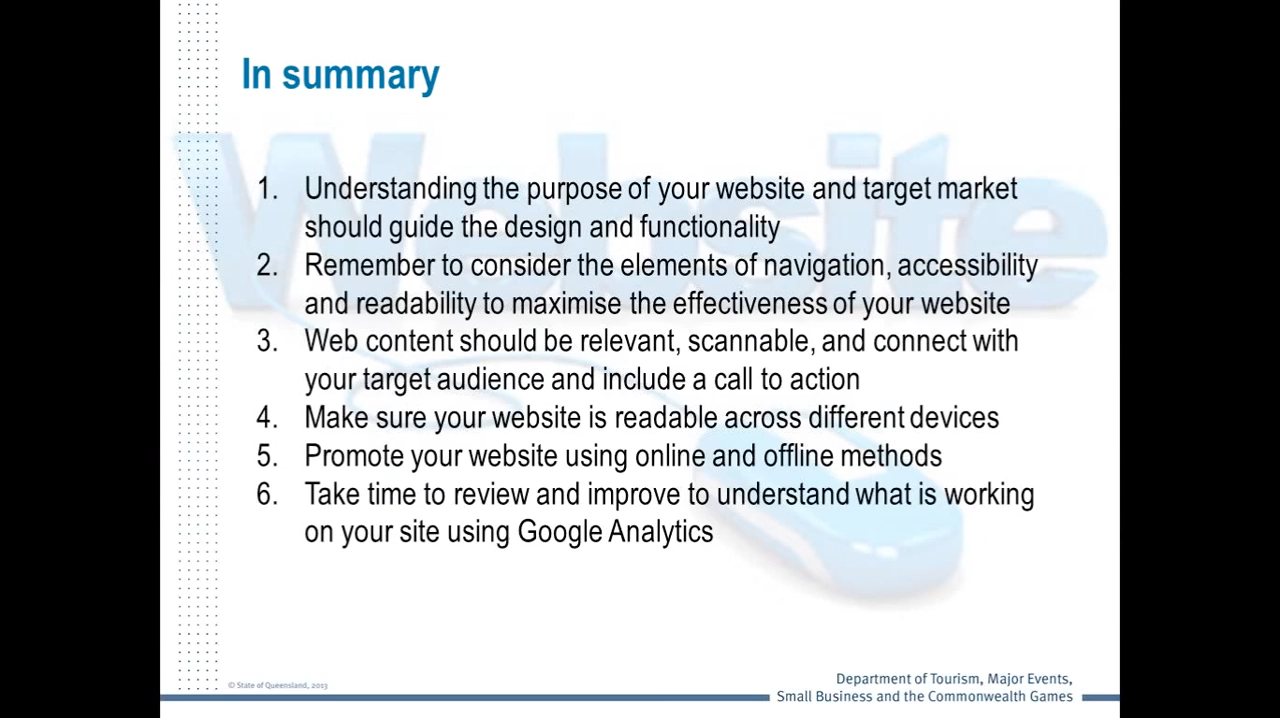 In summary
Website
1. Understanding the purpose of your website and target market
should guide the design and functionality
2. Remember to consider the elements of navigation, accessibility
and readability to maximise the effectiveness of your website
3. Web content should be relevant, scannable, and connect with
your target audience and include a call to action
4. Make sure your website is readable across different devices
5. Promote your website using online and offline methods
6. Take time to review and improve to understand what is working
on your site using Google Analytics
© State of Queensland, 2013
Department of Tourism, Major Events,
Small Business and the Commonwealth Games